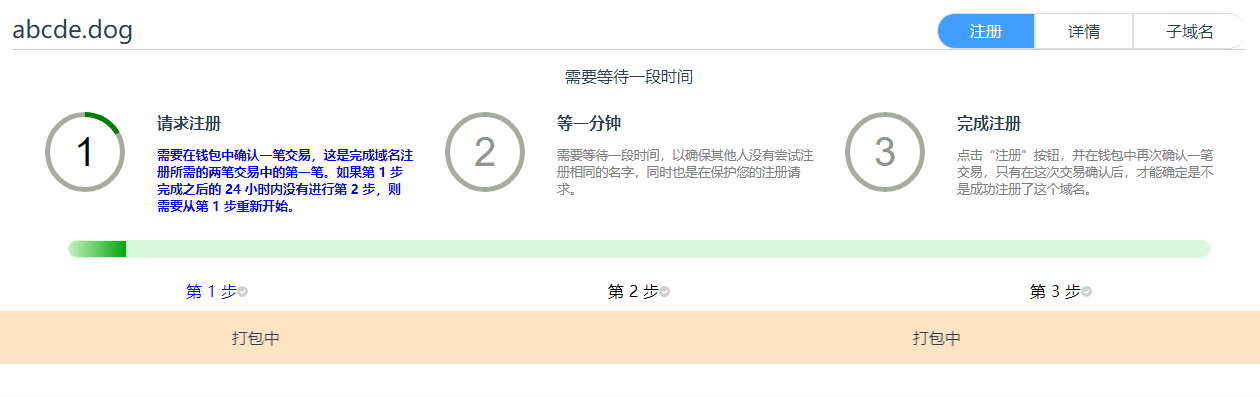 abcde.dog
注册
详情
子域名
需要等待一段时间
1
请求注册
需要在钱包中确认一笔交易，这是完成域名注
册所需的两笔交易中的第一笔。如果第 1 步
完成之后的 24 小时内没有进行第 2 步，则
需要从第 1 步重新开始。
2
等一分钟
需要等待一段时间，以确保其他人没有尝试注
册相同的名字，同时也是在保护您的注册请
求。
3
完成注册
点击“注册”按钮，并在钱包中再次确认一笔
交易，只有在这次交易确认后，才能确定是不
是成功注册了这个域名。
第 1 步
第 2 步
第 3 步
打包中
打包中